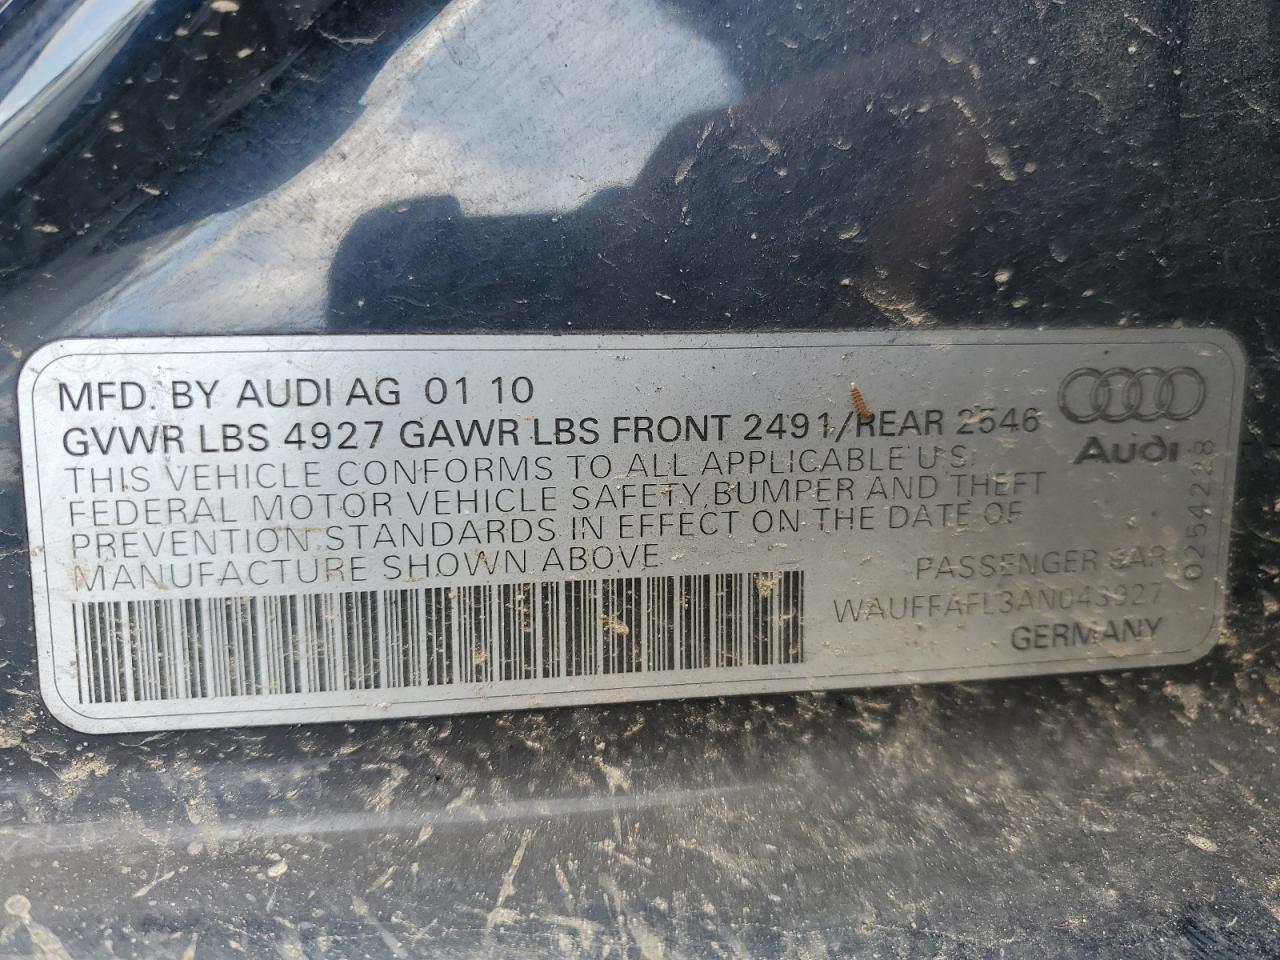 MFD. BY AUDI AG 01 10
GVWR LBS 4927 GAWR LBS FRONT 2491/REAR 2546
THIS VEHICLE CONFORMS TO ALL APPLICABLE U.S.
FEDERAL MOTOR VEHICLE SAFETY, BUMPER AND THEFT
PREVENTION STANDARDS IN EFFECT ON THE DATE OF
MANUFACTURE SHOWN ABOVE
PASSENGER CAR
WAUFFAFL3AN043927
GERMANY
Audi
0254228